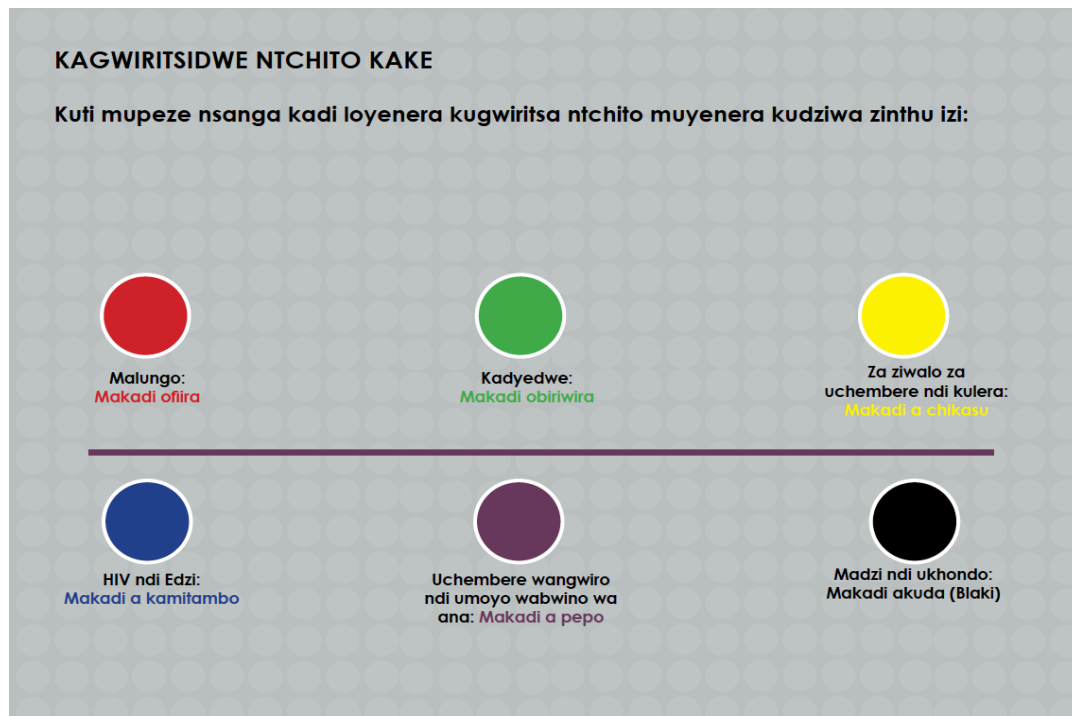 KAGWIRITSIDWE NTCHITO KAKE
Kuti mupeze nsanga kadi loyenera kugwiritsa ntchito muyenera kudziwa zinthu izi:
Malungo:
Makadi ofiira
Kadyedwe:
Makadi obiriwira
Za ziwalo za
uchembere ndi kulera:
Makadi a chikasu
HIV ndi Edzi:
Makadi a kamitambo
Uchembere wangwiro
ndi umoyo wabwino wa
ana: Makadi a pepo
Madzi ndi ukhondo:
Makadi akuda (Blaki)